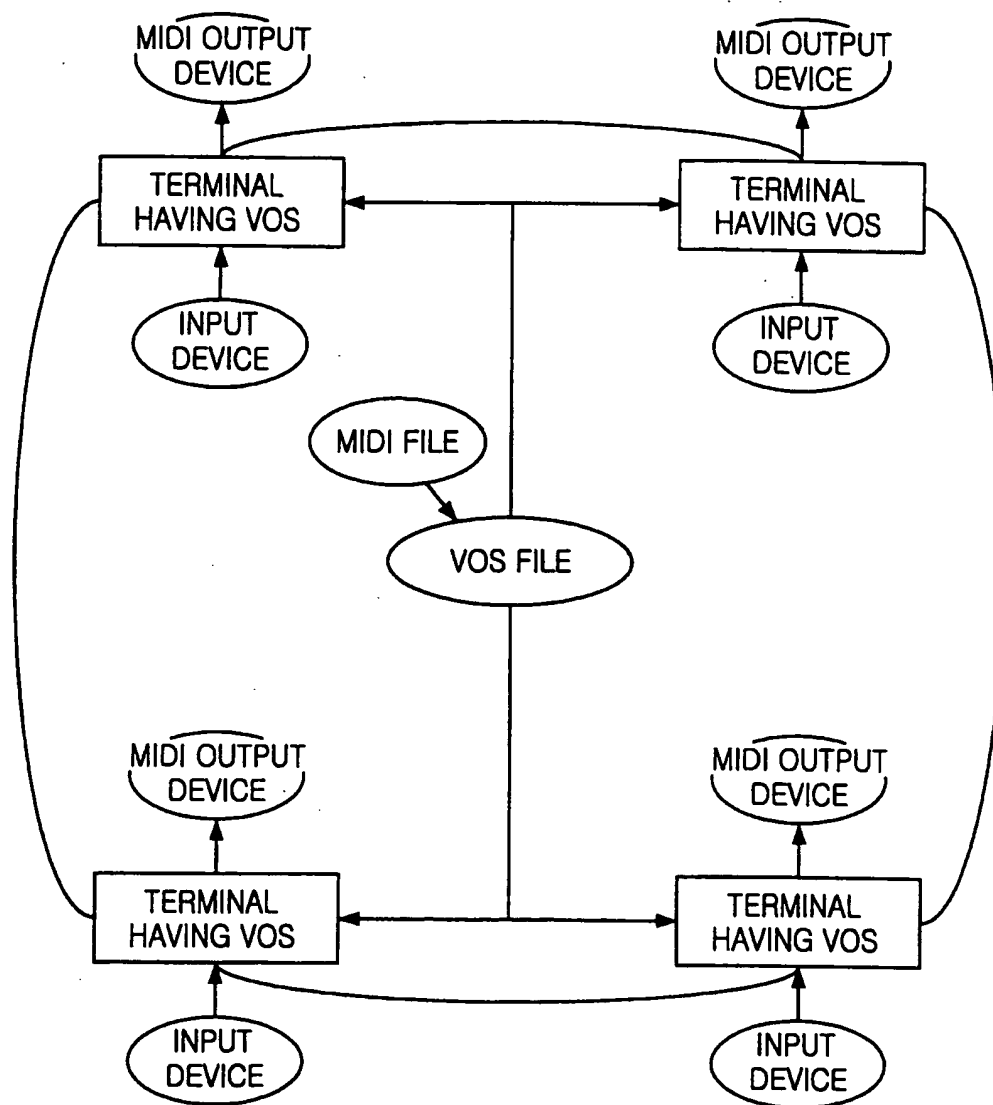 MIDI OUTPUT
DEVICE
MIDI OUTPUT
DEVICE
TERMINAL
HAVING VOS
TERMINAL
HAVING VOS
INPUT
DEVICE
INPUT
DEVICE
MIDI FILE
VOS FILE
MIDI OUTPUT
DEVICE
MIDI OUTPUT
DEVICE
TERMINAL
HAVING VOS
TERMINAL
HAVING VOS
INPUT
DEVICE
INPUT
DEVICE